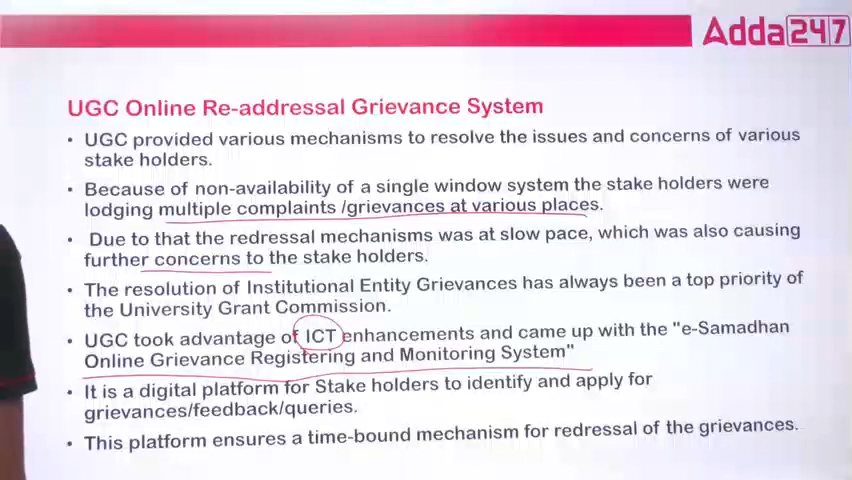 Adda247
UGC Online Re-addressal Grievance System
• UGC provided various mechanisms to resolve the issues and concerns of various
stake holders.
• Because of non-availability of a single window system the stake holders were
lodging multiple complaints /grievances at various places.
• Due to that the redressal mechanisms was at slow pace, which was also causing
further concerns to the stake holders.
• The resolution of Institutional Entity Grievances has always been a top priority of
the University Grant Commission.
• UGC took advantage of ICT enhancements and came up with the "e-Samadhan
Online Grievance Registering and Monitoring System"
• It is a digital platform for Stake holders to identify and apply for
grievances/feedback/queries.
• This platform ensures a time-bound mechanism for redressal of the grievances.